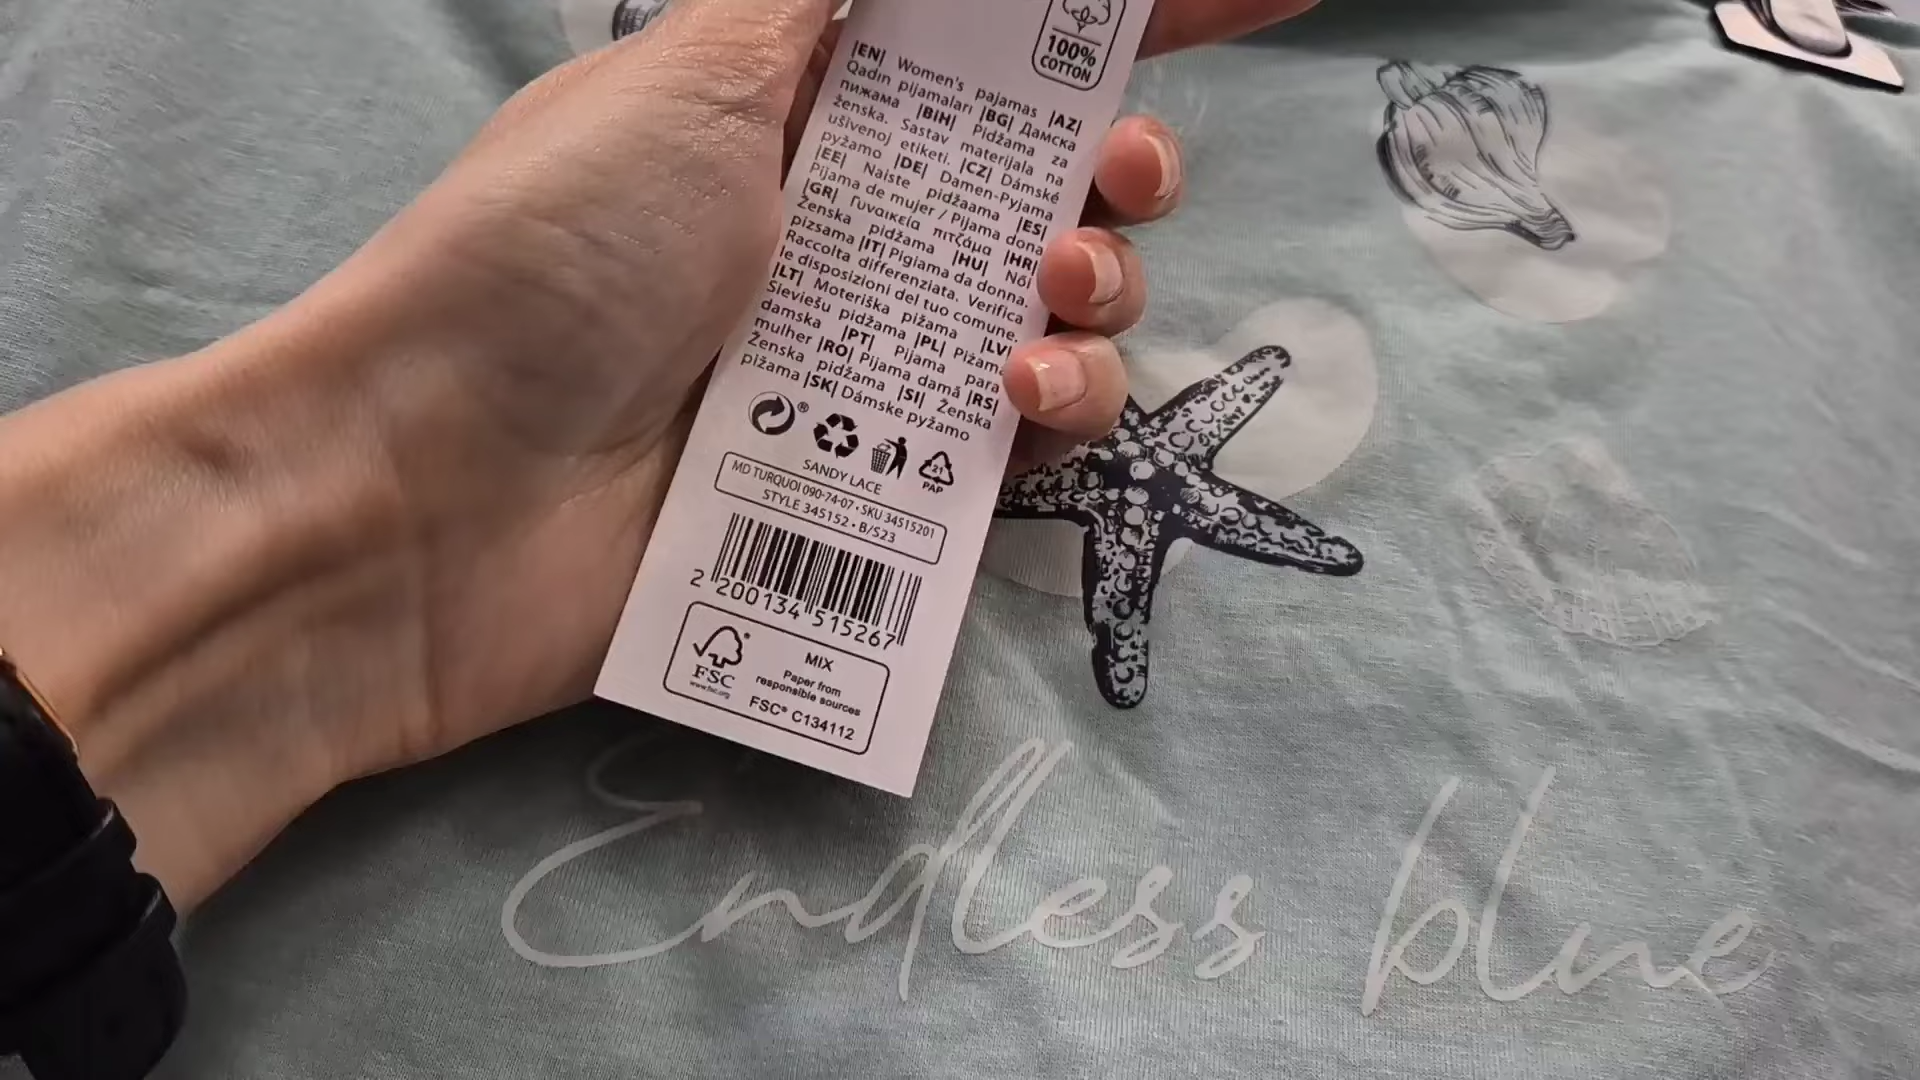 100%
COTTON
|EN| Women's pajamas |AZ|
Qadın pijamaları |BG| Дамска
пижама |BIH| Pidžama za
ženska. Sastav materijala na
ušivenoj etiketi. |CZ| Dámské
pyžamo |DE| Damen-Pyjama
|EE| Naiste pidžaama |ES|
Pijama de mujer / Pijama dona
|GR| Γυναικεία πιτζάμα |HR|
Ženska pidžama |HU| Női
pizsama |IT| Pigiama da donna.
Raccolta differenziata. Verifica
le disposizioni del tuo comune.
|LT| Moteriška pižama |LV|
Sieviešu pidžama |PL| Piżama
damska |PT| Pijama para
mulher |RO| Pijama damă |RS|
Ženska pidžama |SI| Ženska
pižama |SK| Dámske pyžamo
®
21
PAP
SANDY LACE
MD TURQUOI 090-74-07 • SKU 34515201
STYLE 345152 • B/S23
2 200134 515267
FSC
www.fsc.org
MIX
Paper from
responsible sources
FSC® C134112
Endless blue